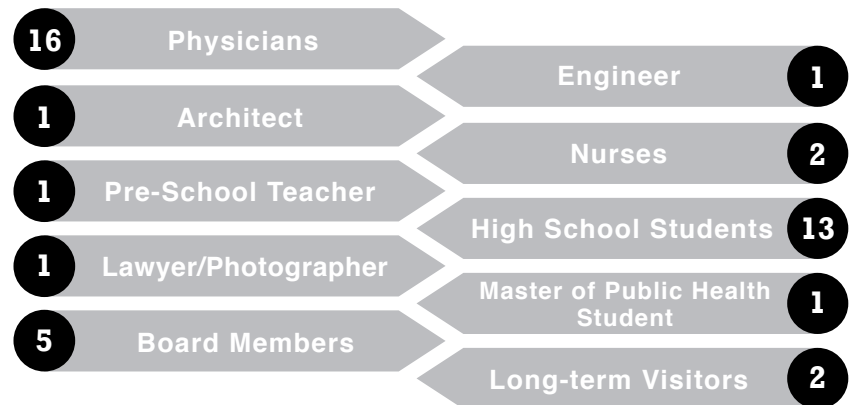 16 Physicians
Engineer 1
1 Architect
Nurses 2
1 Pre-School Teacher
High School Students 13
1 Lawyer/Photographer
Master of Public Health
Student 1
5 Board Members
Long-term Visitors 2